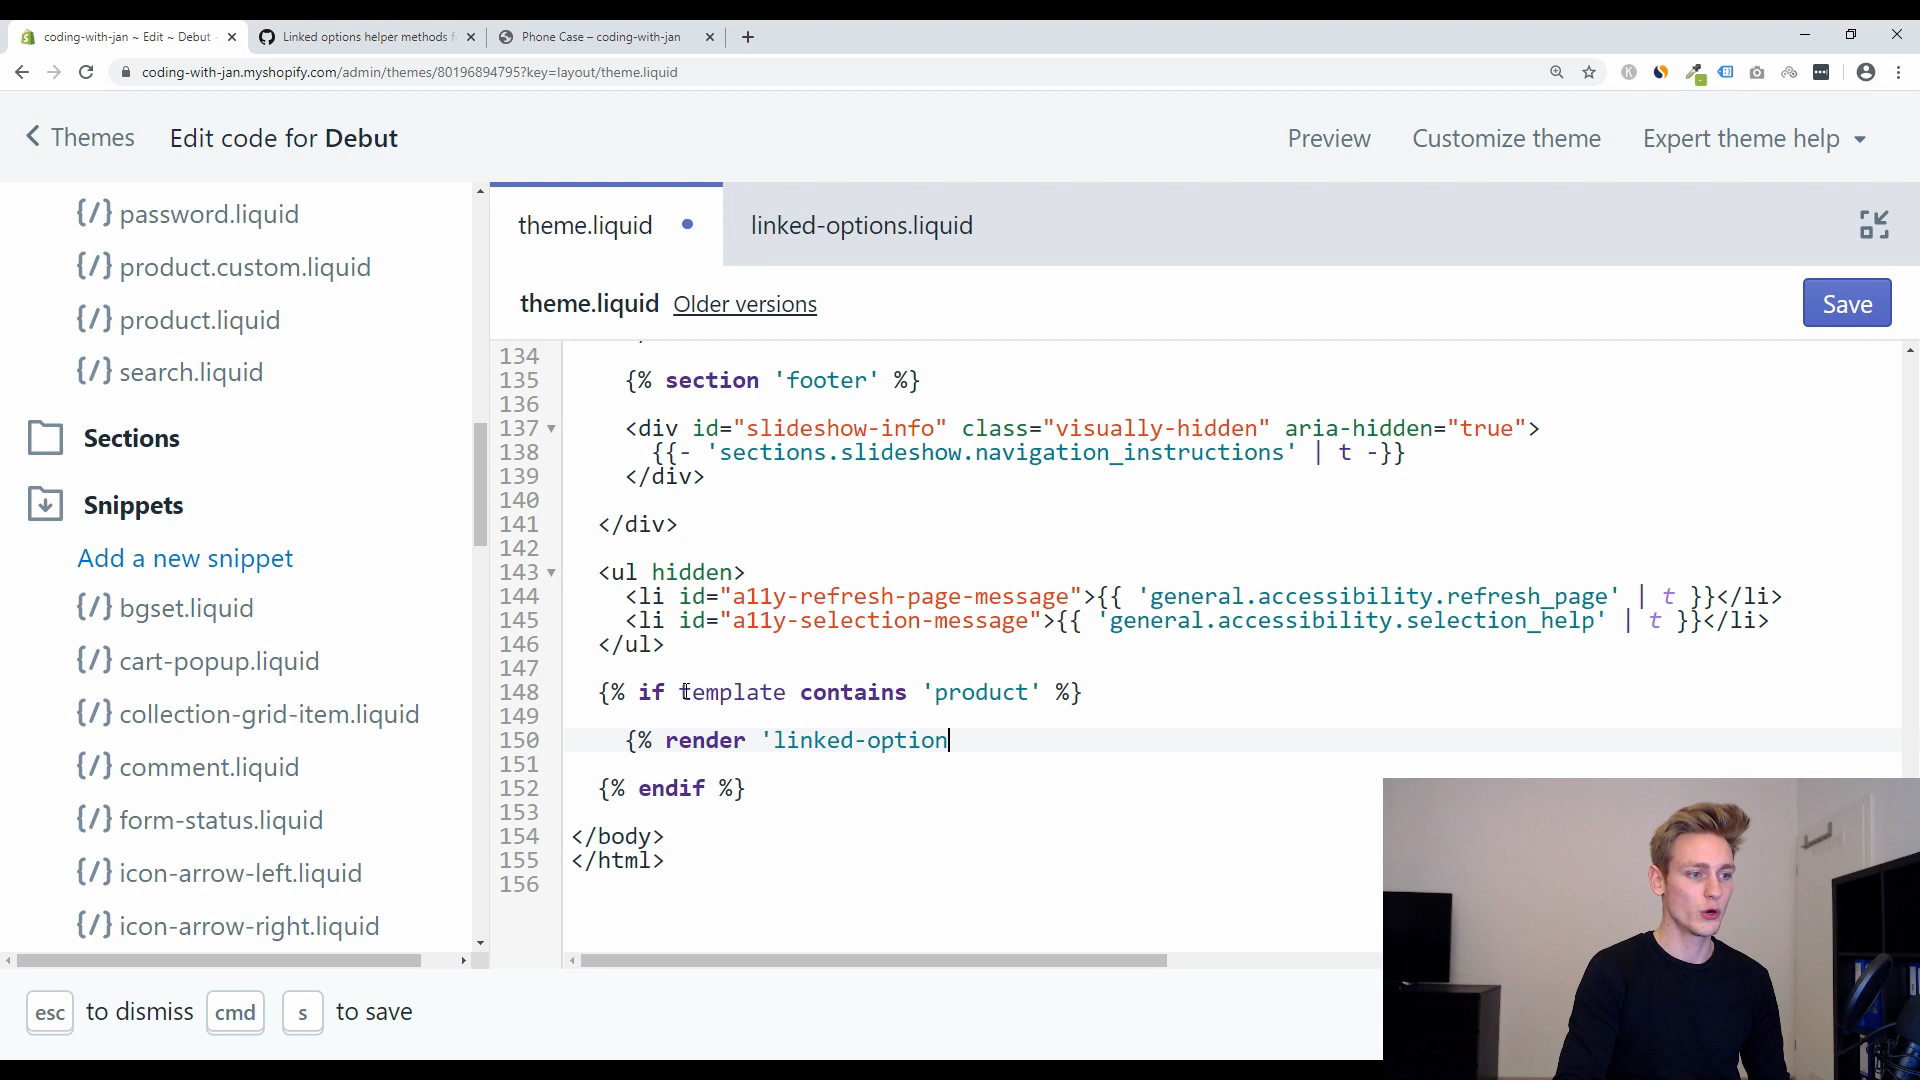 coding-with-jan ~ Edit ~ Debut
Linked options helper methods f
Phone Case – coding-with-jan
coding-with-jan.myshopify.com/admin/themes/80196894795?key=layout/theme.liquid
Themes
Edit code for Debut
Preview
Customize theme
Expert theme help
{/} password.liquid
{/} product.custom.liquid
{/} product.liquid
{/} search.liquid
Sections
Snippets
Add a new snippet
{/} bgset.liquid
{/} cart-popup.liquid
{/} collection-grid-item.liquid
{/} comment.liquid
{/} form-status.liquid
{/} icon-arrow-left.liquid
{/} icon-arrow-right.liquid
theme.liquid
linked-options.liquid
theme.liquid Older versions
Save
134
135 {% section 'footer' %}
136
137 <div id="slideshow-info" class="visually-hidden" aria-hidden="true">
138 {{- 'sections.slideshow.navigation_instructions' | t -}}
139 </div>
140
141 </div>
142
143 <ul hidden>
144 <li id="a11y-refresh-page-message">{{ 'general.accessibility.refresh_page' | t }}</li>
145 <li id="a11y-selection-message">{{ 'general.accessibility.selection_help' | t }}</li>
146 </ul>
147
148 {% if template contains 'product' %}
149
150 {% render 'linked-option
151
152 {% endif %}
153
154 </body>
155 </html>
156
esc to dismiss cmd s to save